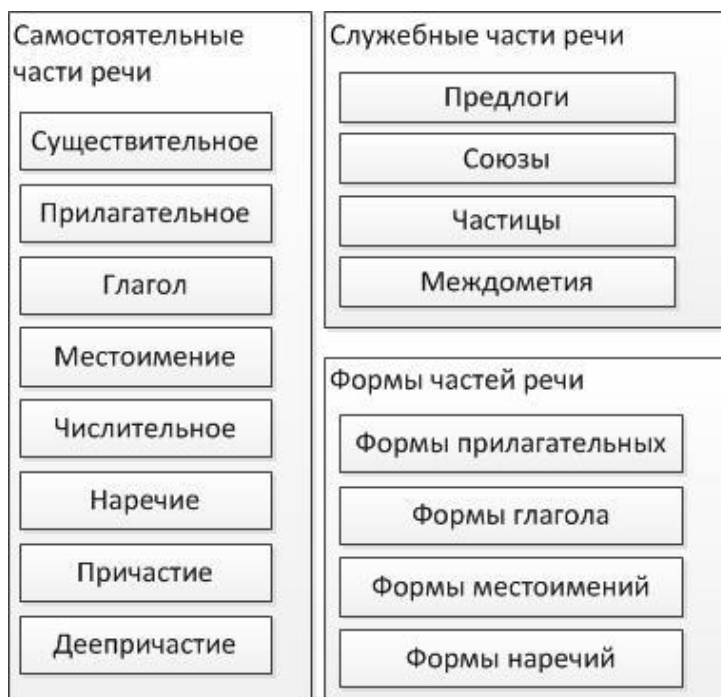 Самостоятельные
части речи
Существительное
Прилагательное
Глагол
Местоимение
Числительное
Наречие
Причастие
Деепричастие
Служебные части речи
Предлоги
Союзы
Частицы
Междометия
Формы частей речи
Формы прилагательных
Формы глагола
Формы местоимений
Формы наречий